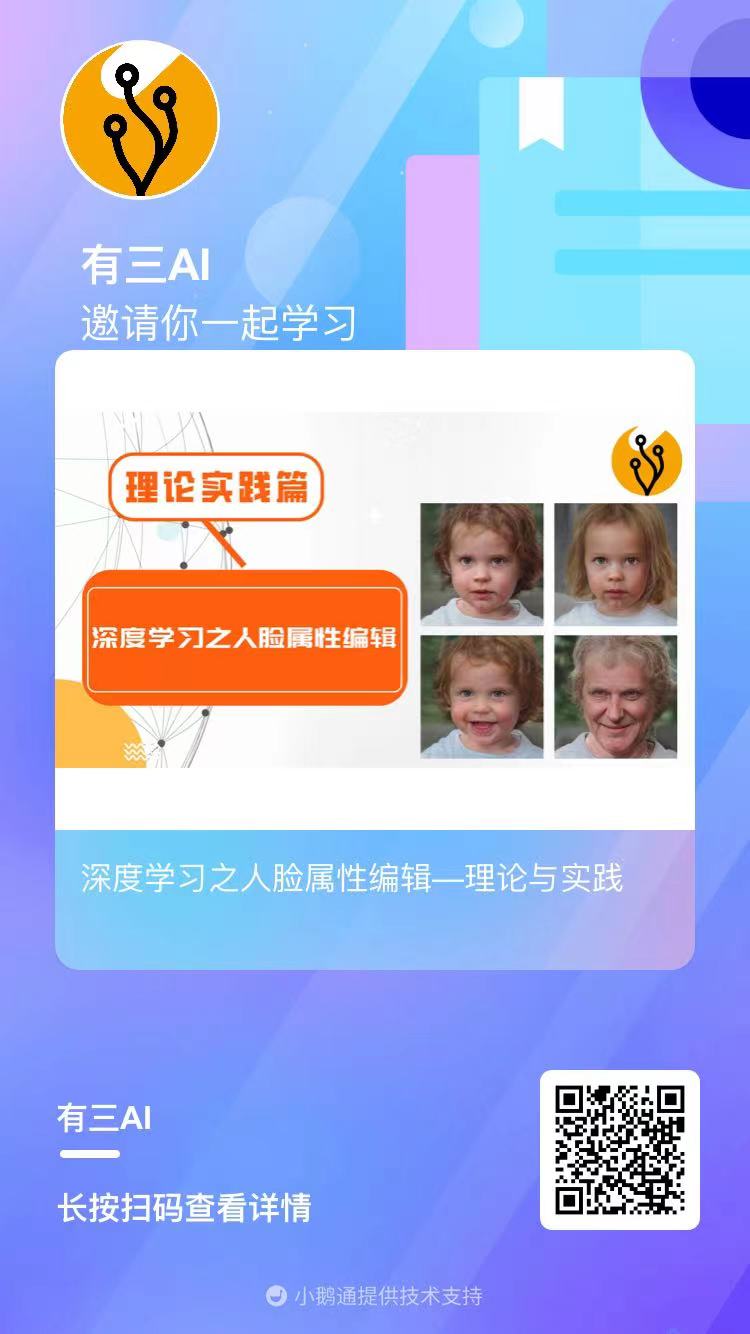 有三AI
邀请你一起学习
理论实践篇
深度学习之人脸属性编辑
深度学习之人脸属性编辑—理论与实践
有三AI
长按扫码查看详情
小鹅通提供技术支持